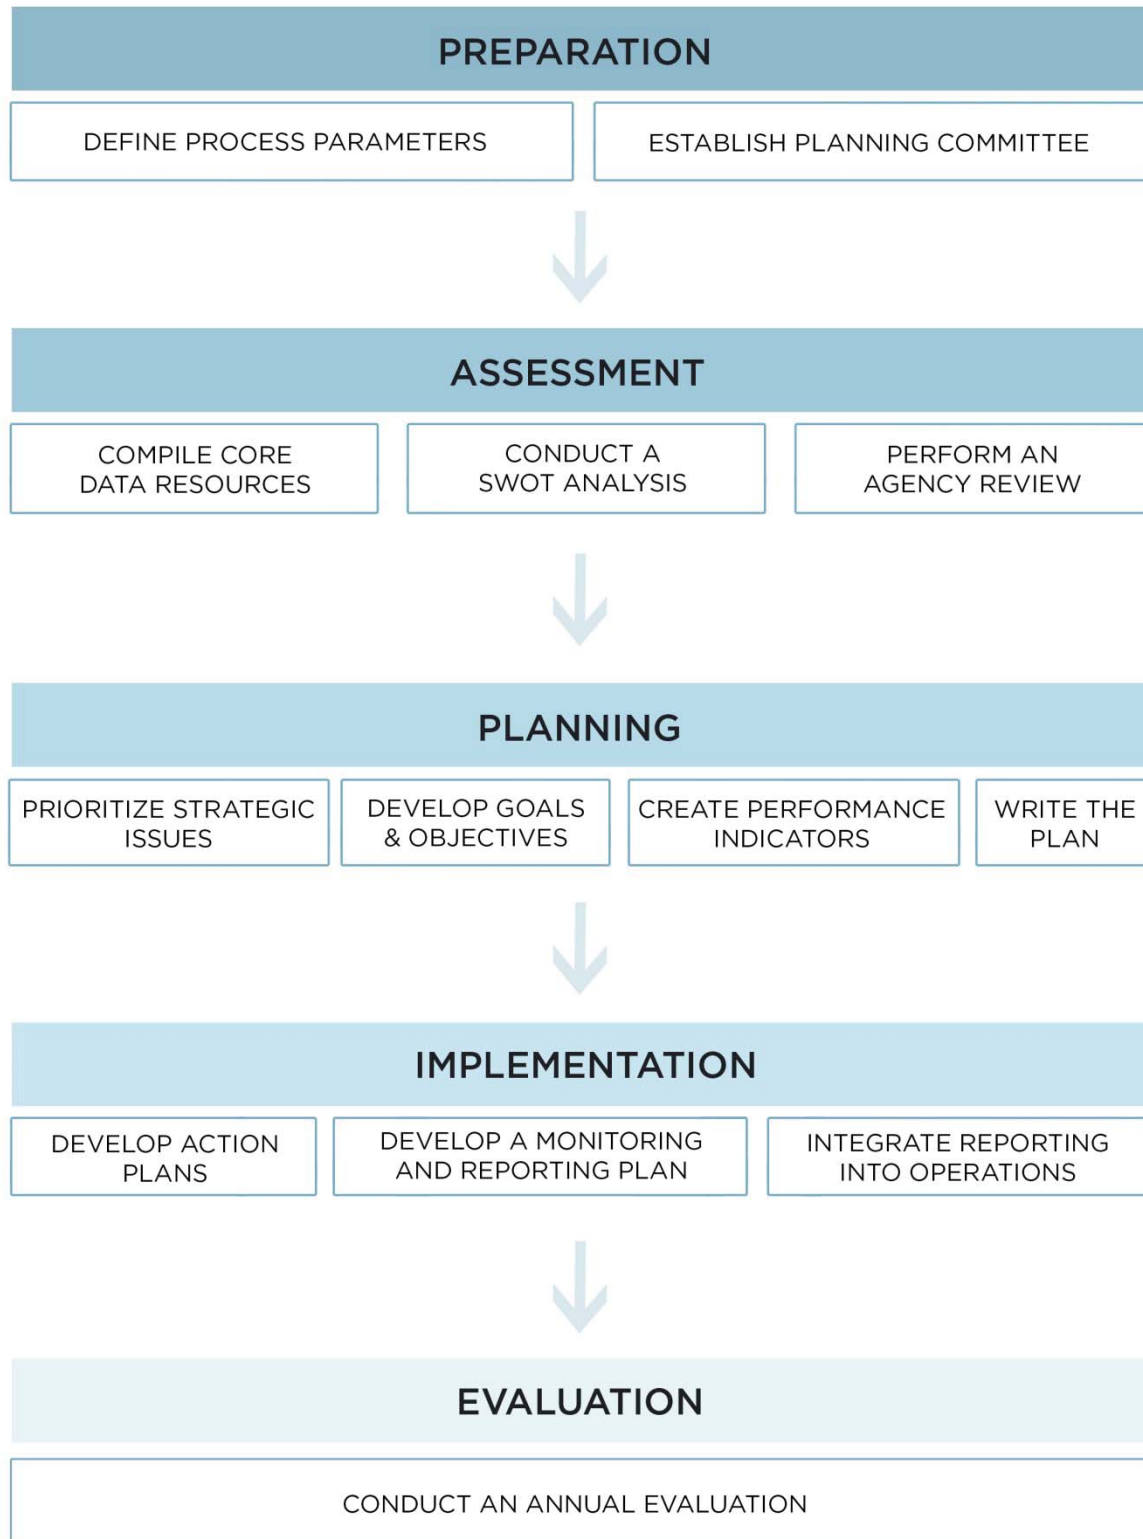 PREPARATION
DEFINE PROCESS PARAMETERS
ESTABLISH PLANNING COMMITTEE
ASSESSMENT
COMPILE CORE
DATA RESOURCES
CONDUCT A
SWOT ANALYSIS
PERFORM AN
AGENCY REVIEW
PLANNING
PRIORITIZE STRATEGIC
ISSUES
DEVELOP GOALS
& OBJECTIVES
CREATE PERFORMANCE
INDICATORS
WRITE THE
PLAN
IMPLEMENTATION
DEVELOP ACTION
PLANS
DEVELOP A MONITORING
AND REPORTING PLAN
INTEGRATE REPORTING
INTO OPERATIONS
EVALUATION
CONDUCT AN ANNUAL EVALUATION